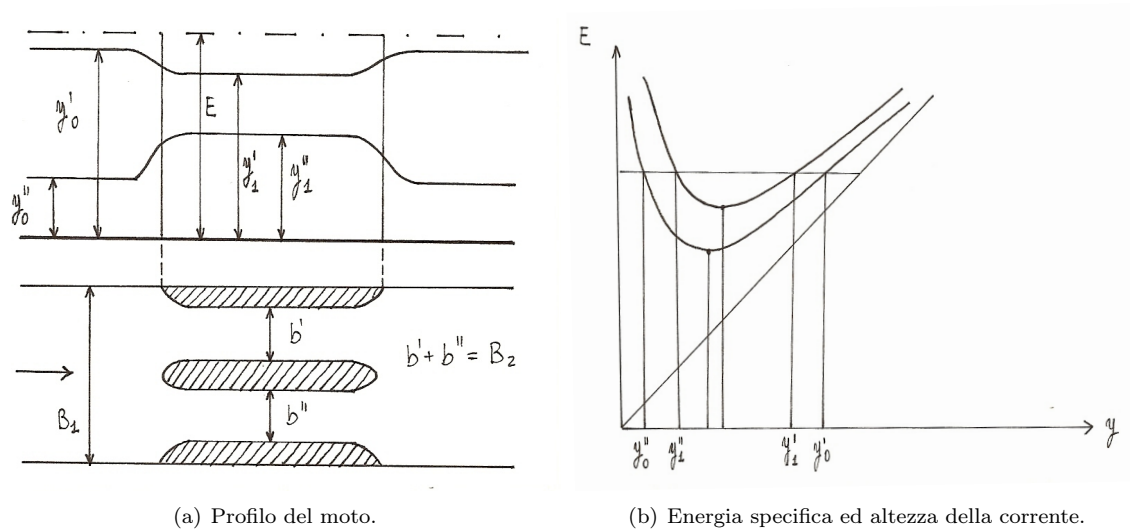 E
y'₀
E
y'₁
y''₁
y''₀
b'
b' + b'' = B₂
B₁
b''
y
y''₀ y''₁ y'₁ y'₀
(a) Profilo del moto.
(b) Energia specifica ed altezza della corrente.